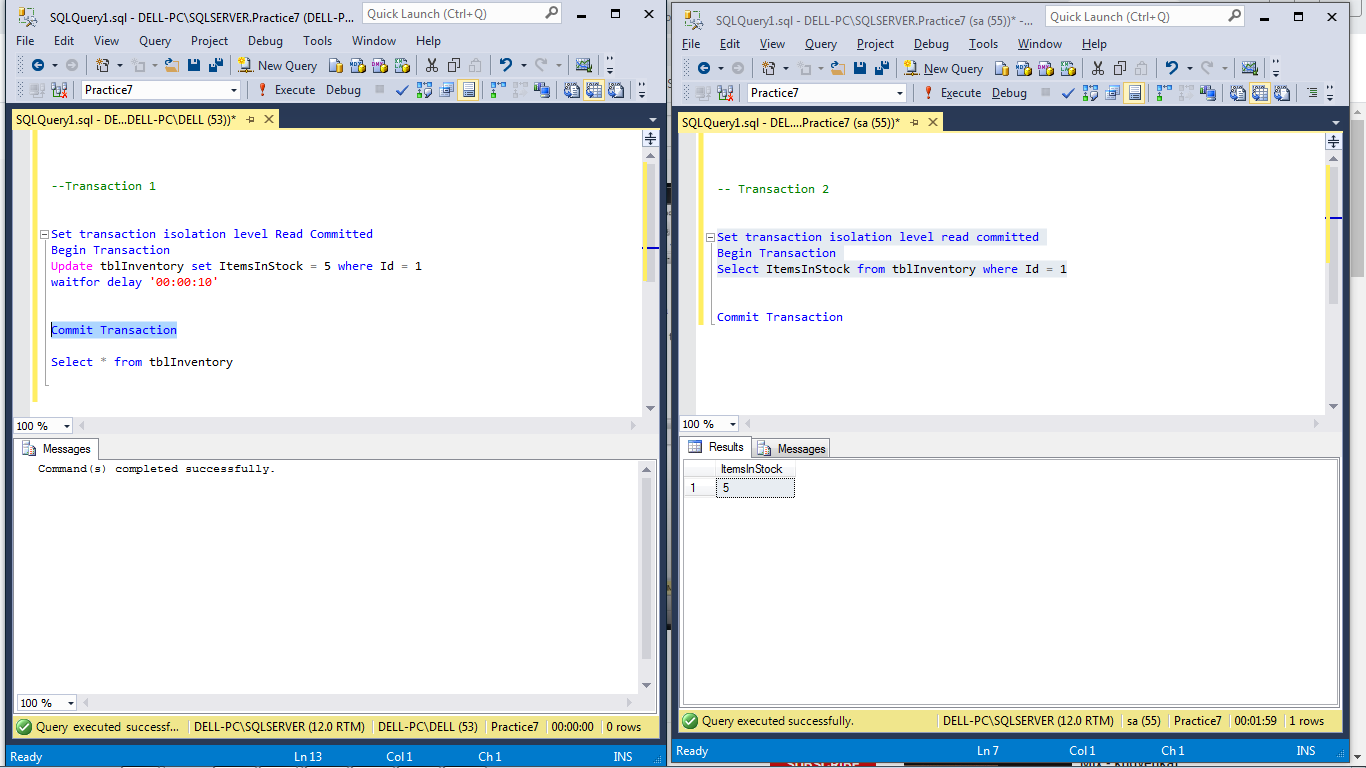 SQLQuery1.sql - DELL-PC\SQLSERVER.Practice7 (DELL-P...
Quick Launch (Ctrl+Q)
File Edit View Query Project Debug Tools Window Help
New Query
Practice7
Execute Debug
SQLQuery1.sql - DE...DELL-PC\DELL (53))*
--Transaction 1
Set transaction isolation level Read Committed
Begin Transaction
Update tblInventory set ItemsInStock = 5 where Id = 1
waitfor delay '00:00:10'
Commit Transaction
Select * from tblInventory
100 %
Messages
Command(s) completed successfully.
100 %
Query executed successf... DELL-PC\SQLSERVER (12.0 RTM) DELL-PC\DELL (53) Practice7 00:00:00 0 rows
Ready Ln 13 Col 1 Ch 1 INS
SQLQuery1.sql - DELL-PC\SQLSERVER.Practice7 (sa (55))* -...
Quick Launch (Ctrl+Q)
File Edit View Query Project Debug Tools Window Help
New Query
Practice7
Execute Debug
SQLQuery1.sql - DEL....Practice7 (sa (55))*
-- Transaction 2
Set transaction isolation level read committed
Begin Transaction
Select ItemsInStock from tblInventory where Id = 1
Commit Transaction
100 %
Results Messages
ItemsInStock
1 5
Query executed successfully. DELL-PC\SQLSERVER (12.0 RTM) sa (55) Practice7 00:01:59 1 rows
Ready Ln 7 Col 1 Ch 1 INS